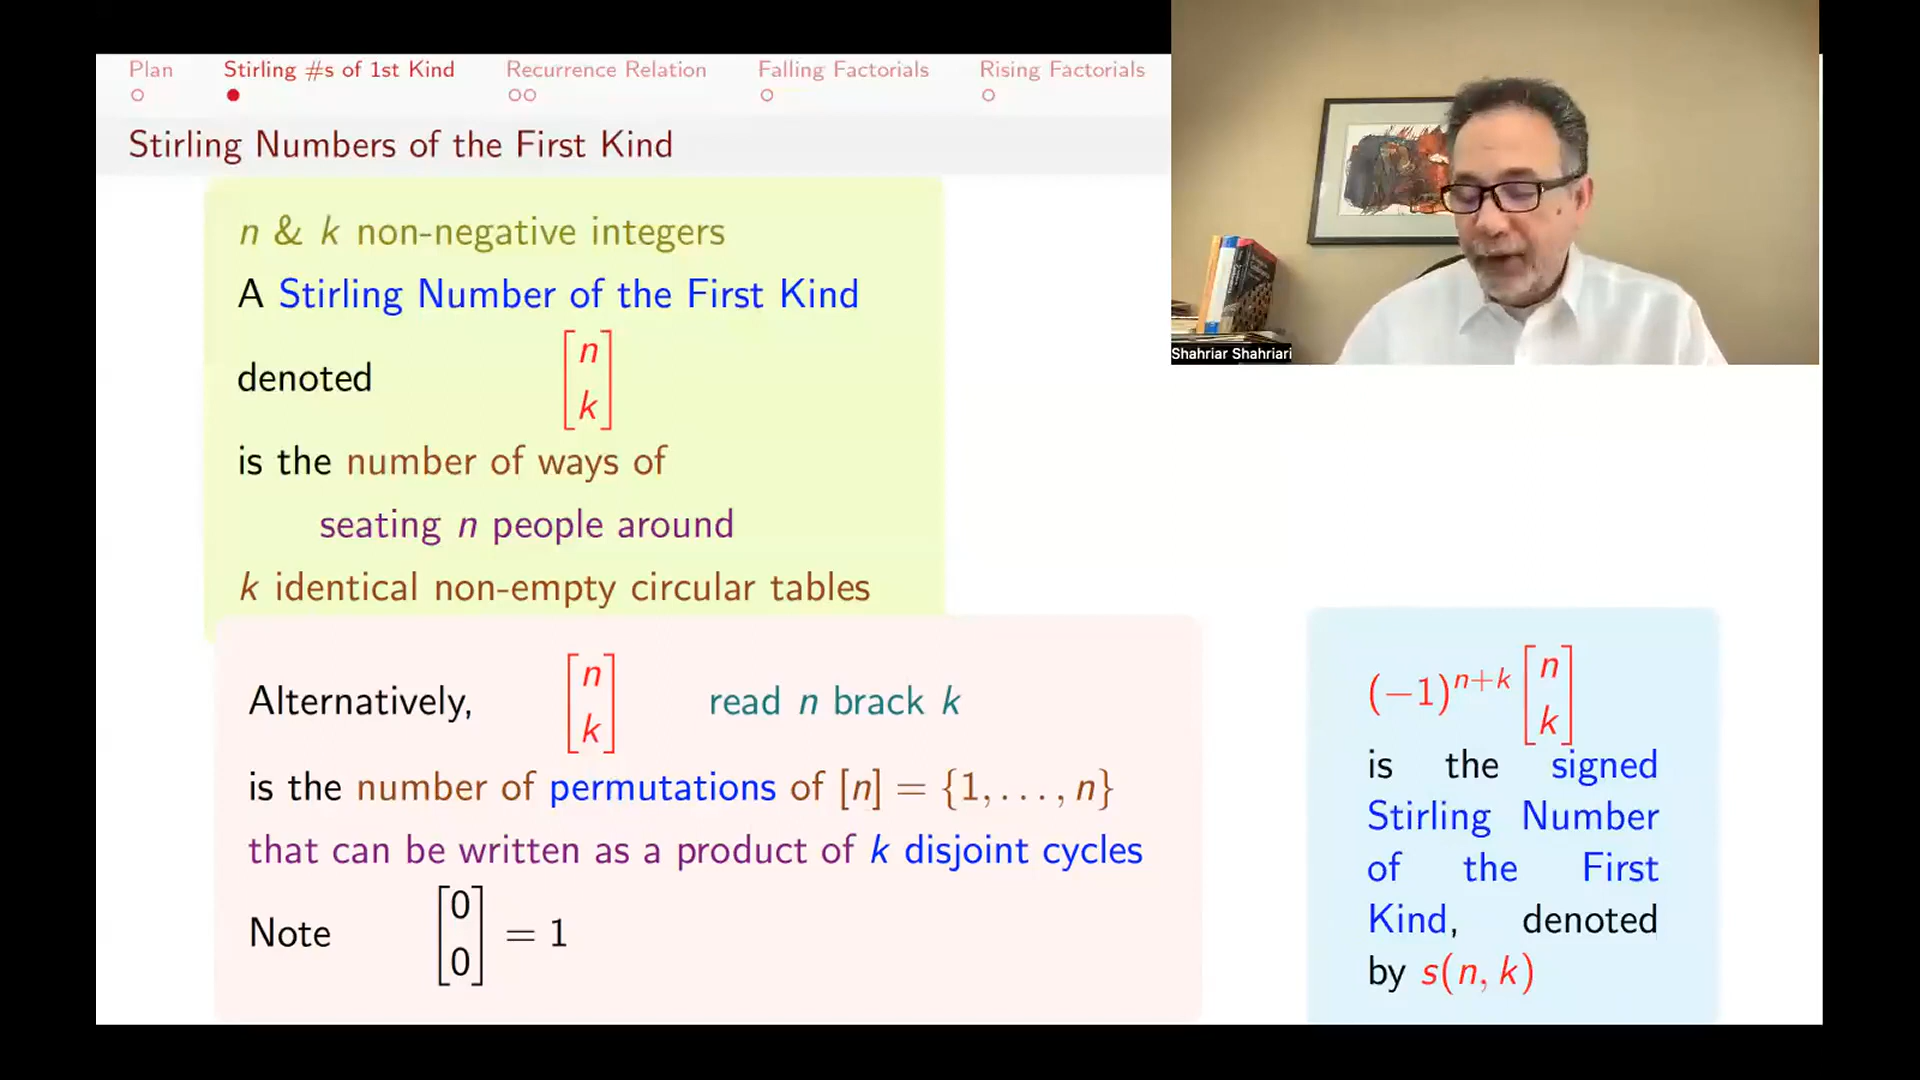 Plan
Stirling #s of 1st Kind
Recurrence Relation
Falling Factorials
Rising Factorials
Stirling Numbers of the First Kind
n & k non-negative integers
A Stirling Number of the First Kind
denoted [n k]
is the number of ways of
seating n people around
k identical non-empty circular tables
Alternatively, [n k] read n brack k
is the number of permutations of [n] = {1, . . . , n}
that can be written as a product of k disjoint cycles
Note [0 0] = 1
(−1)^{n+k} [n k]
is the signed
Stirling Number
of the First
Kind, denoted
by s(n, k)
Shahriar Shahriari